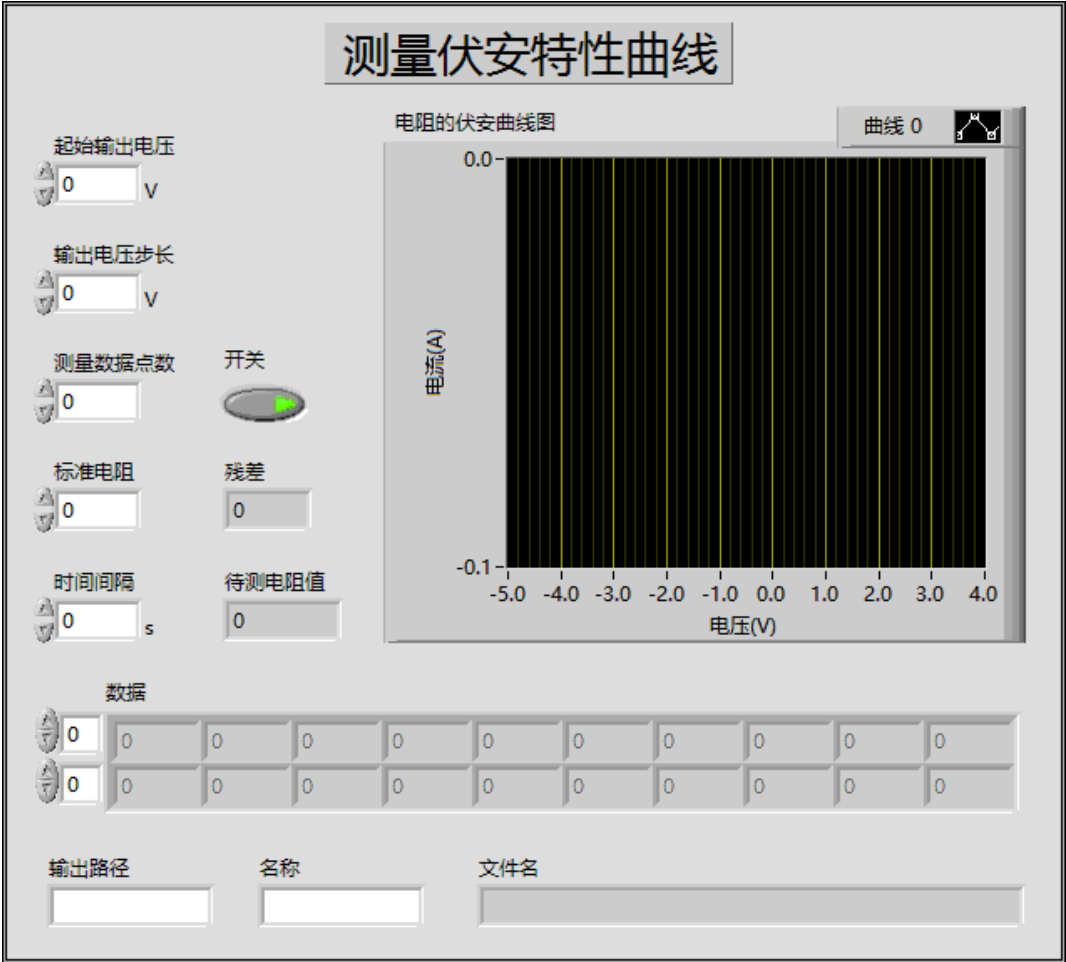 测量伏安特性曲线
起始输出电压
0 V
输出电压步长
0 V
测量数据点数
0
开关
标准电阻
0
残差
0
时间间隔
0 s
待测电阻值
0
电阻的伏安曲线图
曲线 0
0.0
电流(A)
-0.1
-5.0 -4.0 -3.0 -2.0 -1.0 0.0 1.0 2.0 3.0 4.0
电压(V)
数据
0 0 0 0 0 0 0 0 0 0 0
0 0 0 0 0 0 0 0 0 0 0
输出路径
名称
文件名